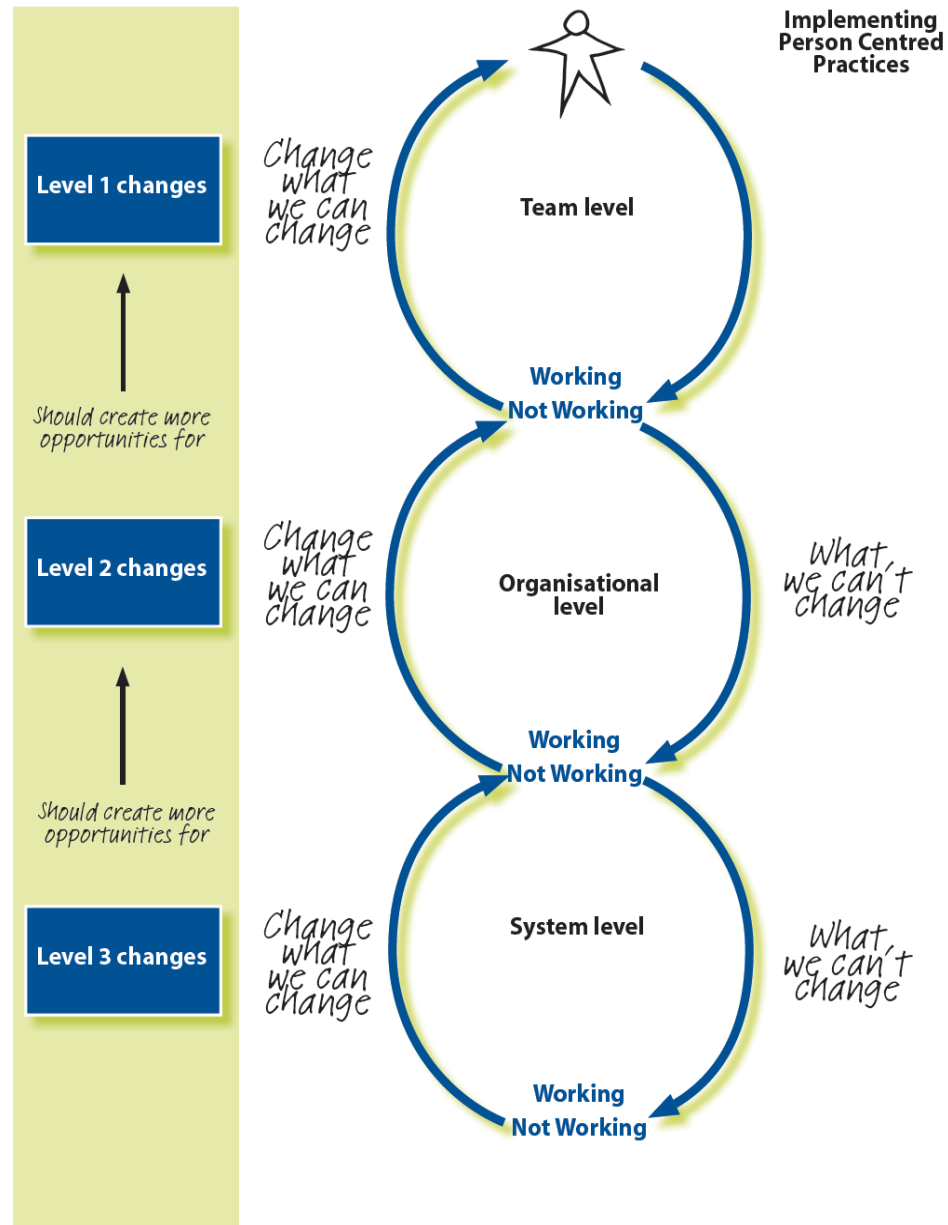 Implementing
Person Centred
Practices
Level 1 changes
Change
what
we can
change
Team level
Working
Not Working
Should create more
opportunities for
Level 2 changes
Change
what
we can
change
Organisational
level
What
we can't
change
Working
Not Working
Should create more
opportunities for
Level 3 changes
Change
what
we can
change
System level
What
we can't
change
Working
Not Working